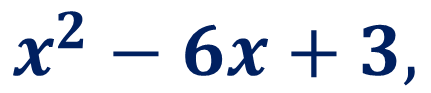 x² − 6x + 3,